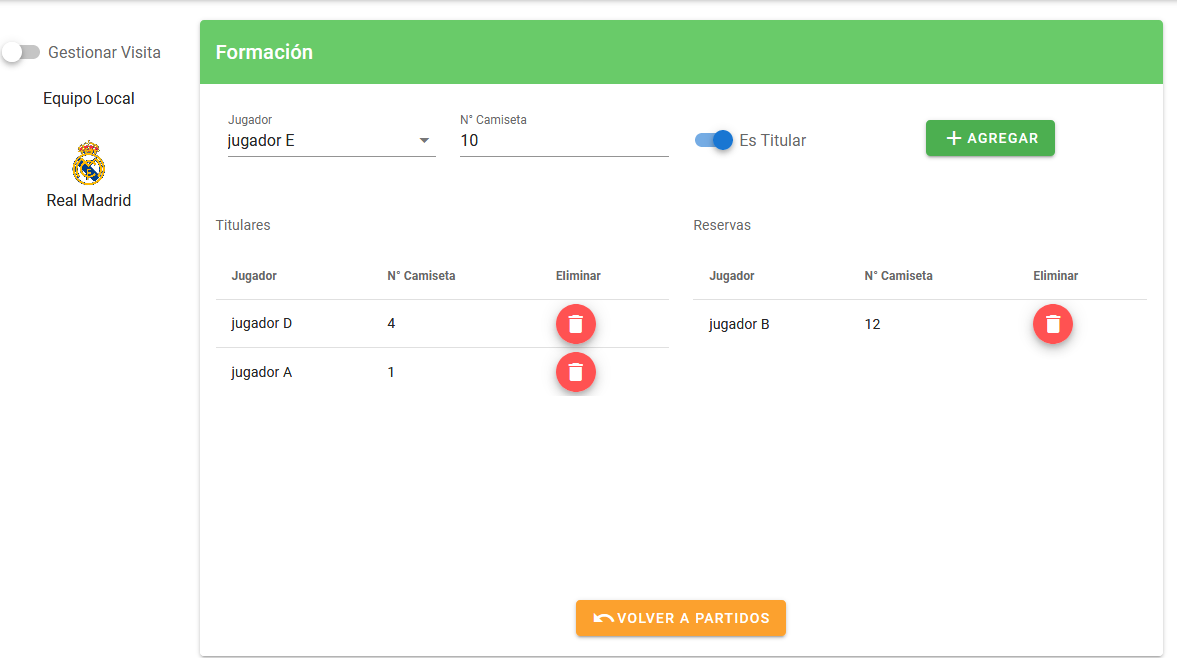 Gestionar Visita
Equipo Local
Real Madrid
Formación
Jugador N° Camiseta
jugador E 10 Es Titular AGREGAR
Titulares Reservas
Jugador N° Camiseta Eliminar Jugador N° Camiseta Eliminar
jugador D 4 jugador B 12
jugador A 1
VOLVER A PARTIDOS